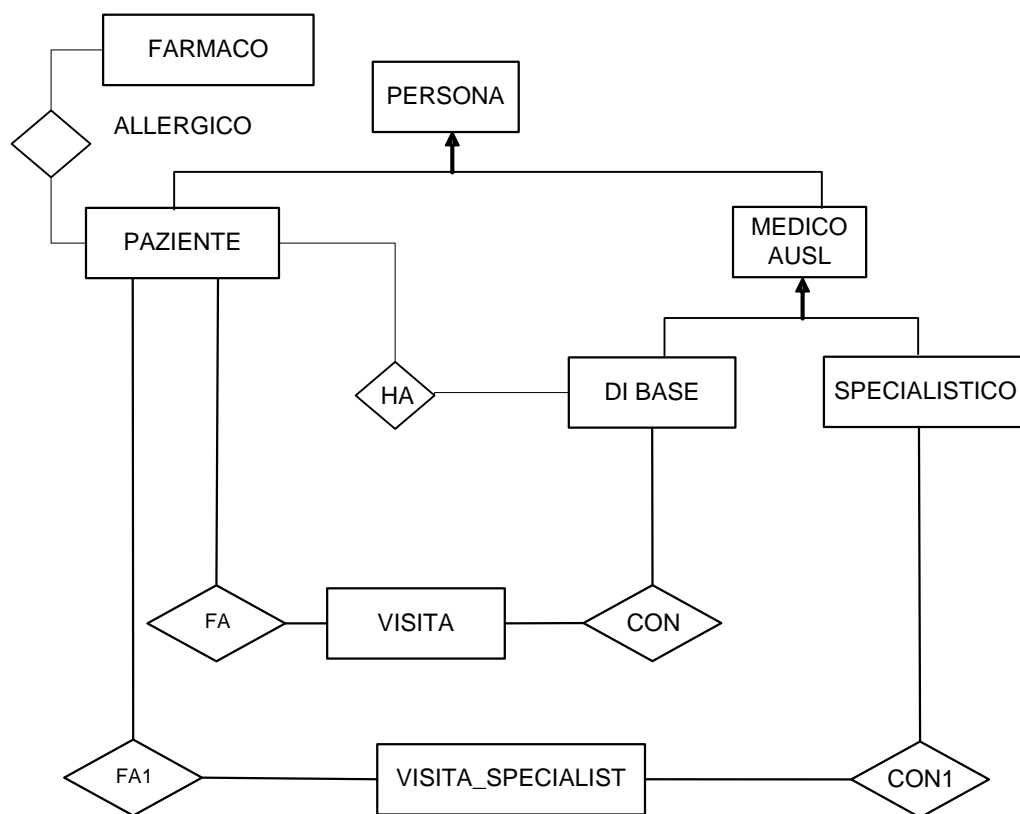 FARMACO
PERSONA
ALLERGICO
PAZIENTE
MEDICO
AUSL
HA
DI BASE
SPECIALISTICO
FA
VISITA
CON
FA1
VISITA_SPECIALIST
CON1